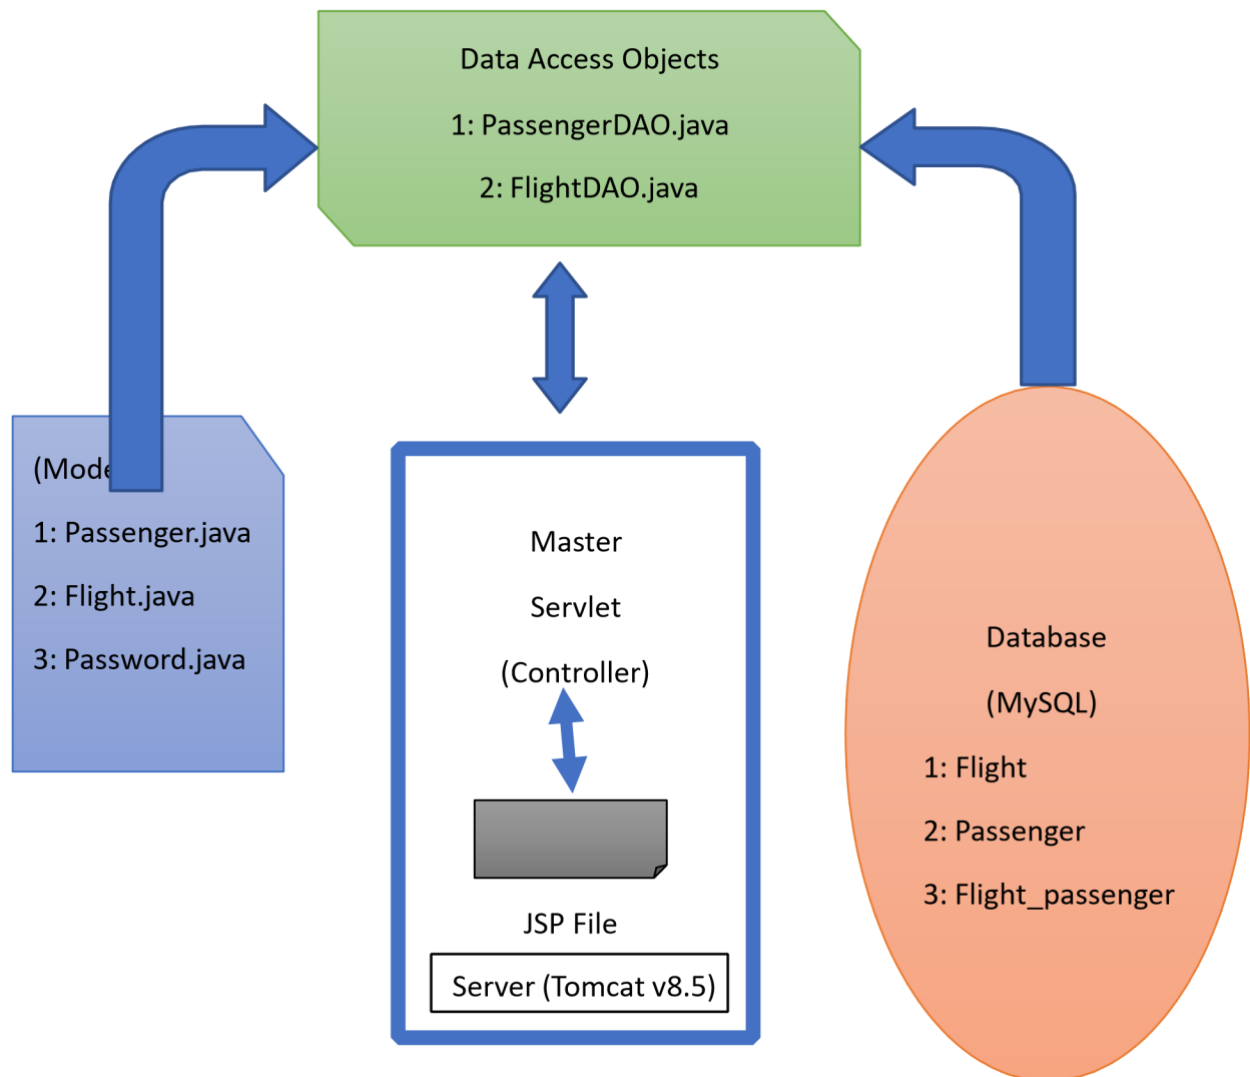 Data Access Objects
1: PassengerDAO.java
2: FlightDAO.java
1: Passenger.java
2: Flight.java
3: Password.java
Master
Servlet
(Controller)
JSP File
Server (Tomcat v8.5)
Database
(MySQL)
1: Flight
2: Passenger
3: Flight_passenger